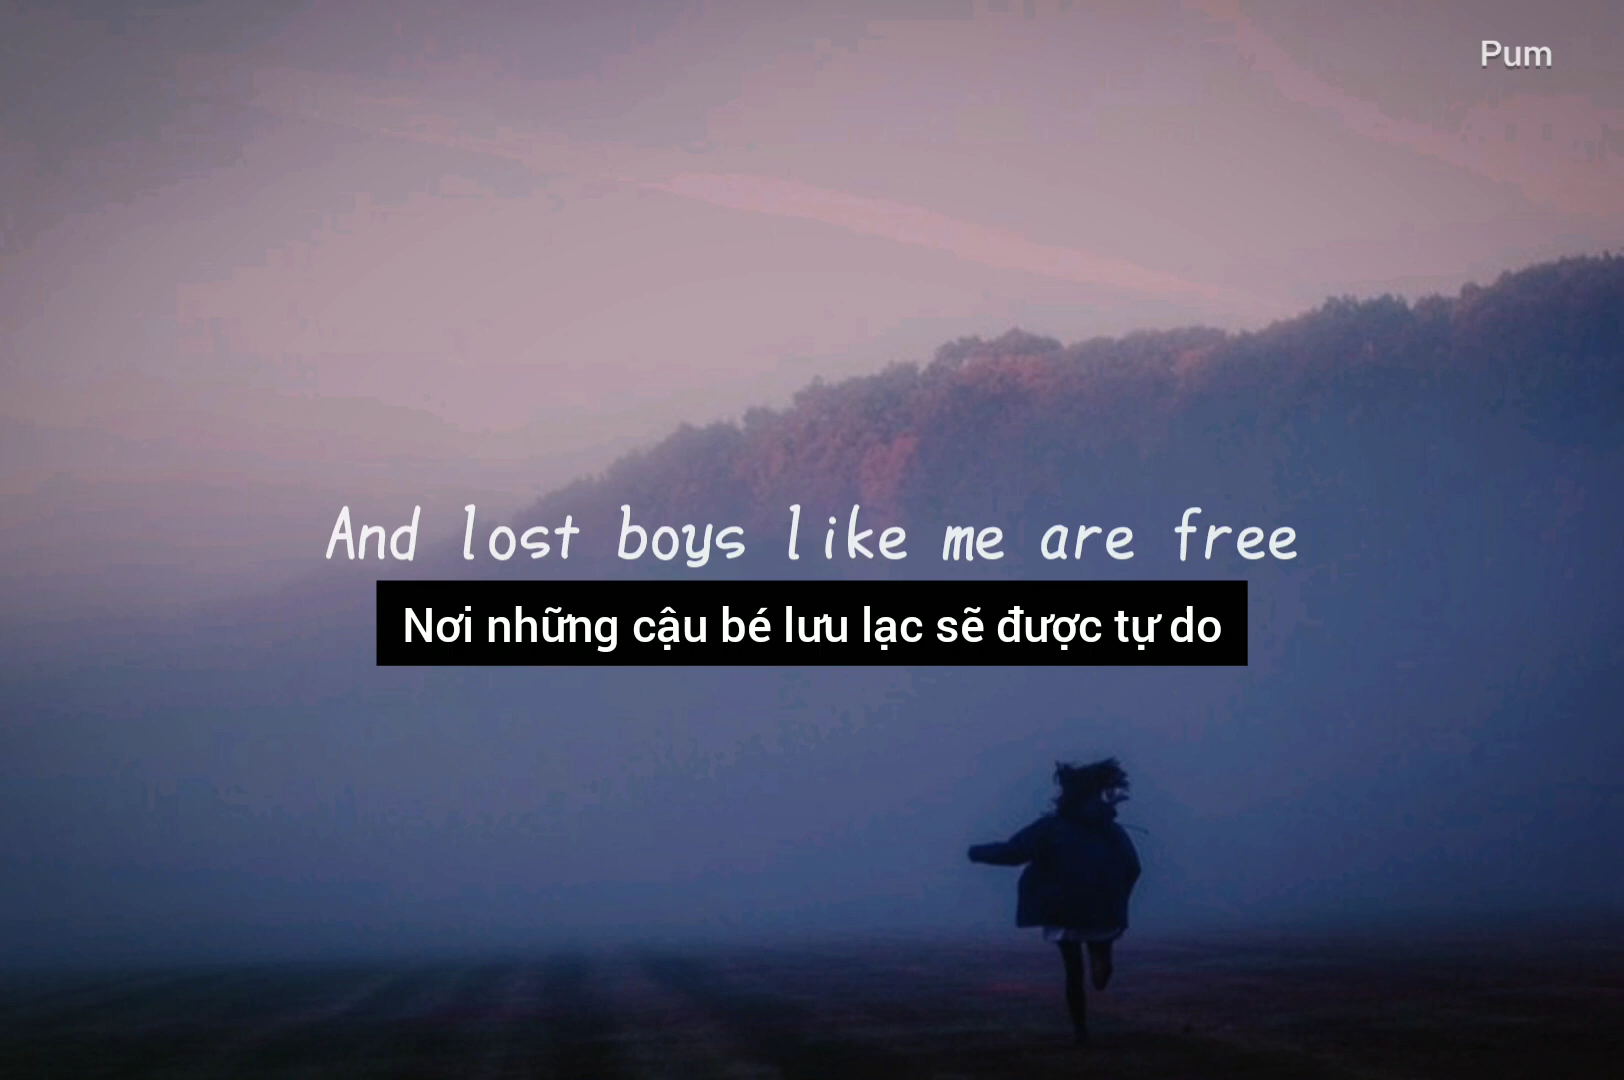 Pum
And lost boys like me are free
Nơi những cậu bé lưu lạc sẽ được tự do